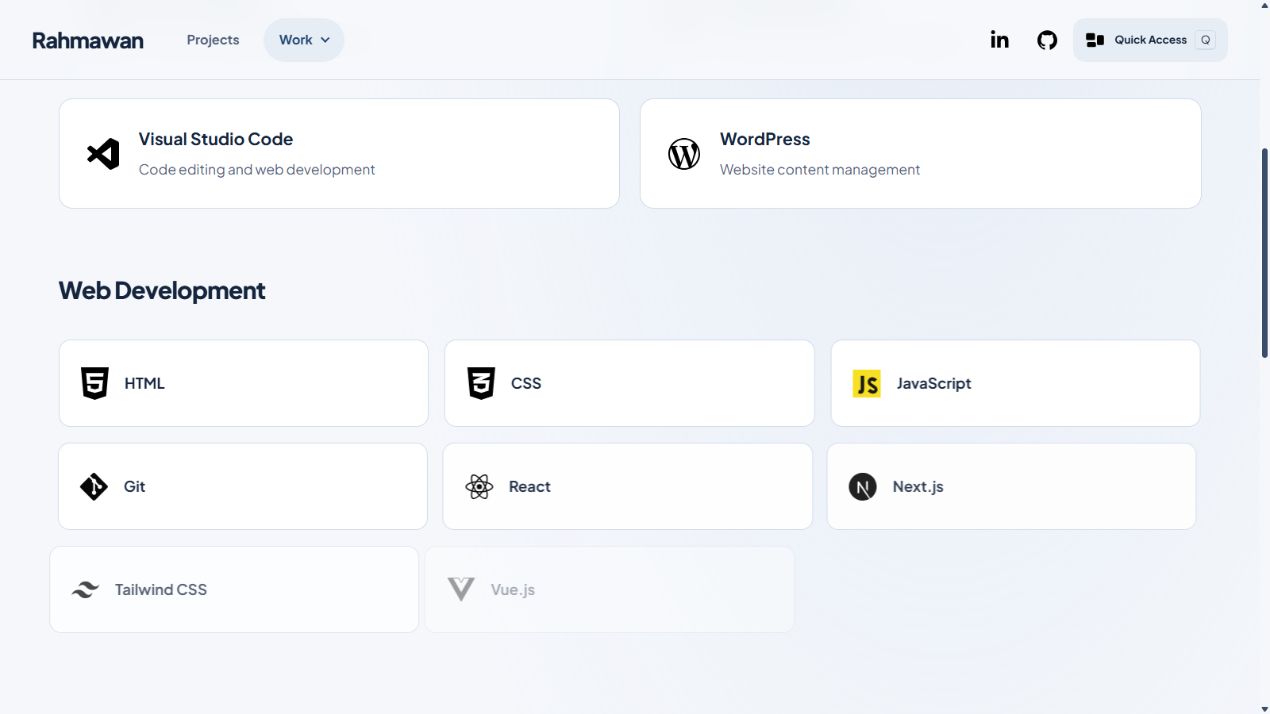 Rahmawan
Projects
Work
Quick Access
Q
Visual Studio Code
Code editing and web development
WordPress
Website content management
Web Development
HTML
CSS
JS
JavaScript
Git
React
N
Next.js
Tailwind CSS
Vue.js